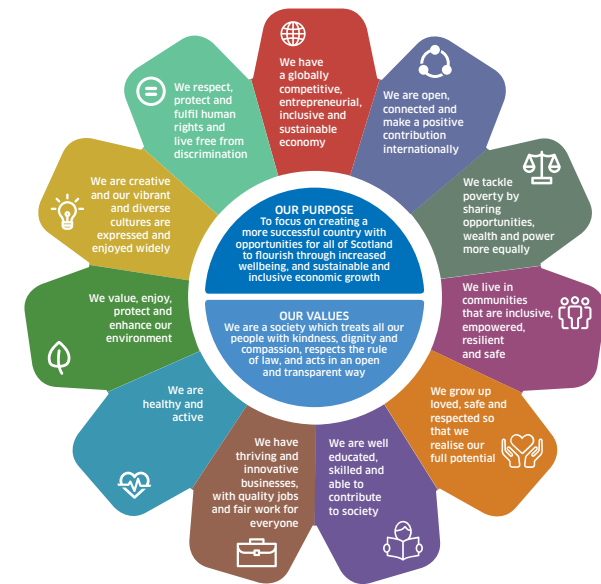 We have
a globally
competitive,
entrepreneurial,
inclusive and
sustainable
economy
We are open,
connected and
make a positive
contribution
internationally
We tackle
poverty by
sharing
opportunities,
wealth and power
more equally
We live in
communities
that are inclusive,
empowered,
resilient
and safe
We grow up
loved, safe and
respected so
that we
realise our
full potential
We are well
educated,
skilled and
able to
contribute
to society
We have
thriving and
innovative
businesses,
with quality jobs
and fair work for
everyone
We are
healthy and
active
We value, enjoy,
protect and
enhance our
environment
We are creative
and our vibrant
and diverse
cultures are
expressed and
enjoyed widely
We respect,
protect and
fulfil human
rights and
live free from
discrimination
OUR PURPOSE
To focus on creating a
more successful country with
opportunities for all of Scotland
to flourish through increased
wellbeing, and sustainable and
inclusive economic growth
OUR VALUES
We are a society which treats all our
people with kindness, dignity and
compassion, respects the rule
of law, and acts in an open
and transparent way